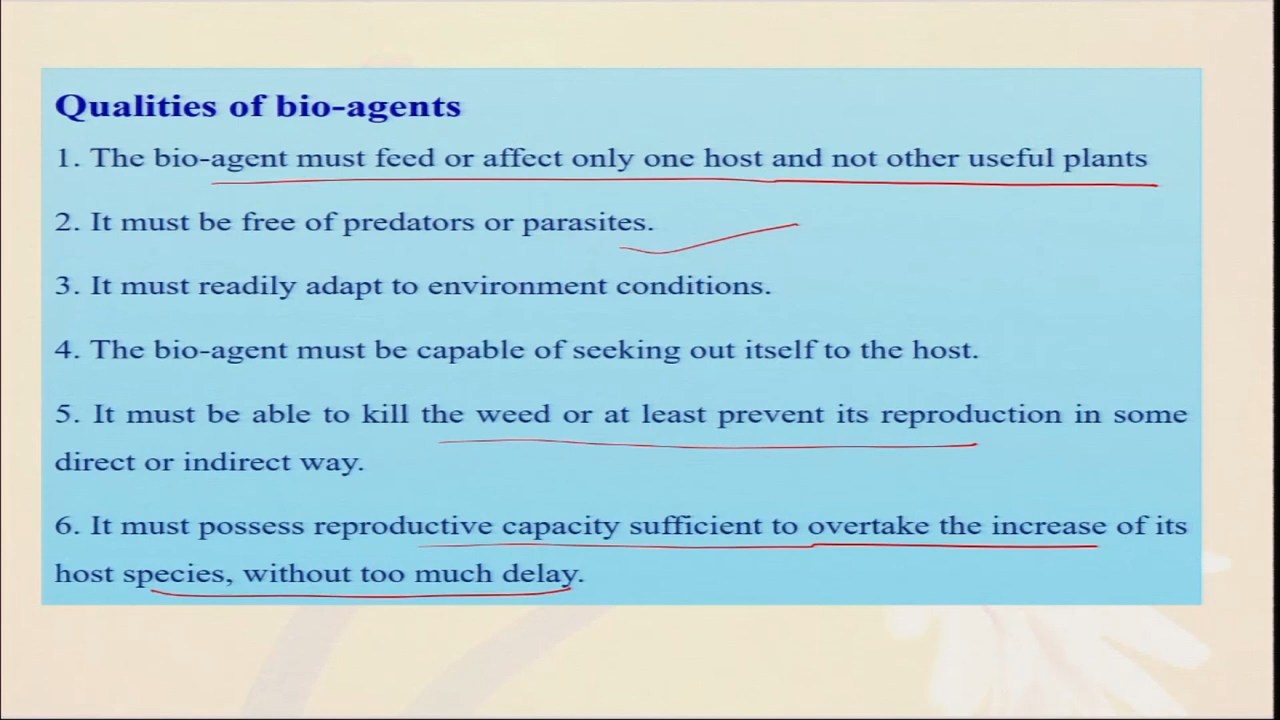 Qualities of bio-agents
1. The bio-agent must feed or affect only one host and not other useful plants
2. It must be free of predators or parasites.
3. It must readily adapt to environment conditions.
4. The bio-agent must be capable of seeking out itself to the host.
5. It must be able to kill the weed or at least prevent its reproduction in some
direct or indirect way.
6. It must possess reproductive capacity sufficient to overtake the increase of its
host species, without too much delay.